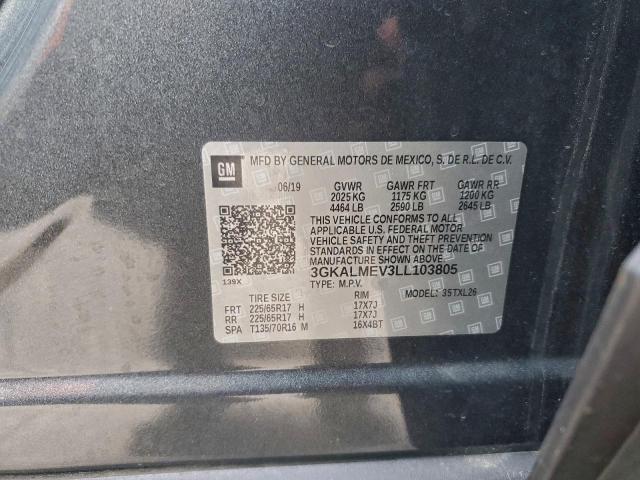 GM MFD BY GENERAL MOTORS DE MEXICO, S. DE R.L. DE C.V.
06/19 GVWR GAWR FRT GAWR RR
2025 KG 1175 KG 1200 KG
4464 LB 2590 LB 2645 LB
THIS VEHICLE CONFORMS TO ALL
APPLICABLE U.S. FEDERAL MOTOR
VEHICLE SAFETY AND THEFT PREVENTION
STANDARDS IN EFFECT ON THE DATE OF
MANUFACTURE SHOWN ABOVE.
139X 3GKALMEV3LL103805
TYPE: M.P.V. MODEL: 3STXL26
TIRE SIZE RIM
FRT 225/65R17 H 17X7J
RR 225/65R17 H 17X7J
SPA T135/70R16 M 16X4BT